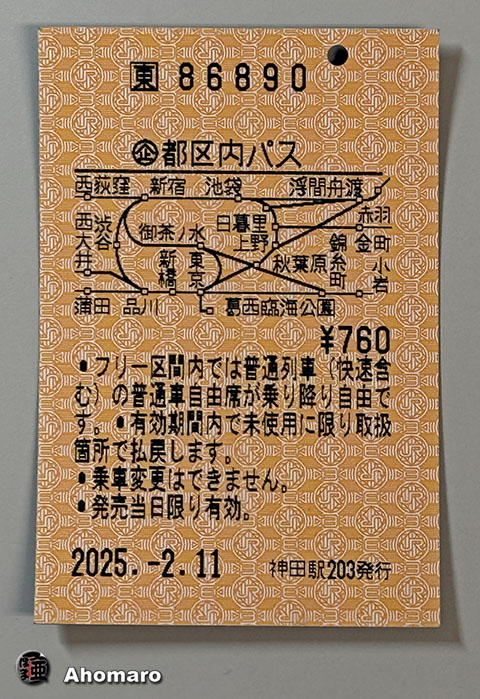 東 86890
企 都区内パス
西荻窪 新宿 池袋 浮間舟渡
赤羽
西大井 渋谷 御茶ノ水 日暮里 上野 金町
新橋 東京 秋葉原 錦糸町 小岩
蒲田 品川 葛西臨海公園
¥760
・フリー区間内では普通列車（快速含
む）の普通車自由席が乗り降り自由で
す。・有効期間内で未使用に限り取扱
箇所で払戻します。
・乗車変更はできません。
・発売当日限り有効。
2025.-2.11 神田駅203発行
Ahomaro